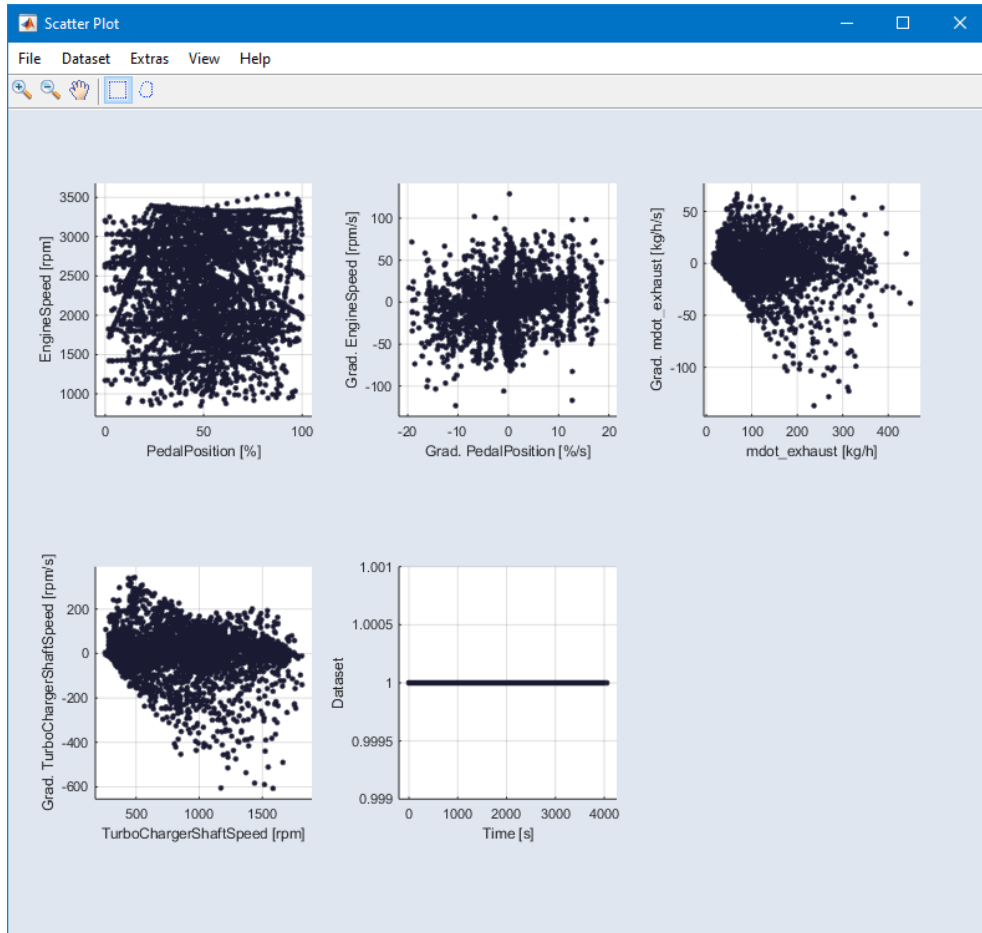 Scatter Plot
File Dataset Extras View Help
3500
3000
2500
2000
1500
1000
EngineSpeed [rpm]
0 50 100
PedalPosition [%]
100
50
0
-50
-100
Grad. EngineSpeed [rpm/s]
-20 -10 0 10 20
Grad. PedalPosition [%/s]
50
0
-50
-100
Grad. mdot_exhaust [kg/h/s]
0 100 200 300 400
mdot_exhaust [kg/h]
200
0
-200
-400
-600
Grad. TurboChargerShaftSpeed [rpm/s]
500 1000 1500
TurboChargerShaftSpeed [rpm]
1.001
1.0005
1
0.9995
0.999
Dataset
0 1000 2000 3000 4000
Time [s]